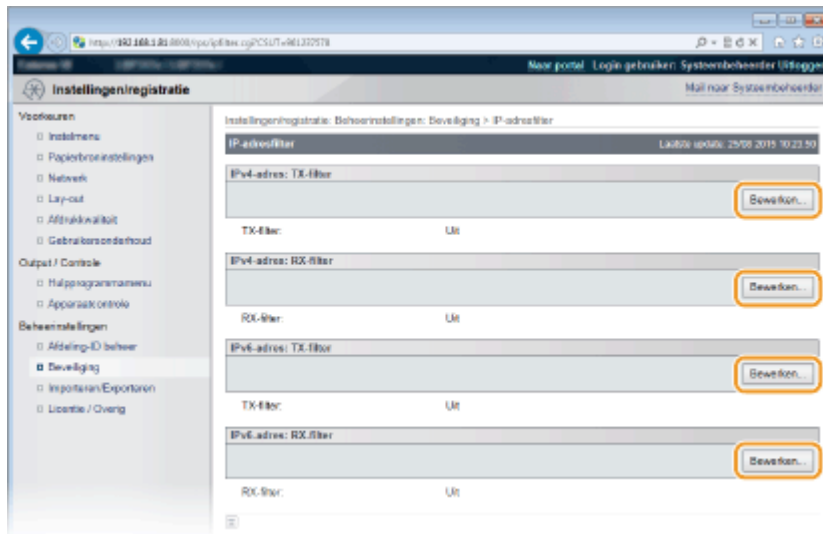 Naar portal Login gebruiker: Systeembeheerder Uitlogge
Instellingen/registratie
Mail naar Systeembeheerder
Voorkeuren
Instelmenu
Papierbroninstellingen
Netwerk
Lay-out
Afdrukkwaliteit
Gebruikersonderhoud
Output / Controle
Hulpprogrammamenu
Apparaatcontrole
Beheerinstellingen
Afdeling-ID beheer
Beveiliging
Importeren/Exporteren
Licentie / Overig
Instellingen/registratie: Beheerinstellingen: Beveiliging > IP-adresfilter
IP-adresfilter
Laatste update: 25/08 2015 10:23:50
IPv4-adres: TX-filter
Bewerken...
TX-filter: Uit
IPv4-adres: RX-filter
Bewerken...
RX-filter: Uit
IPv6-adres: TX-filter
Bewerken...
TX-filter: Uit
IPv6-adres: RX-filter
Bewerken...
RX-filter: Uit